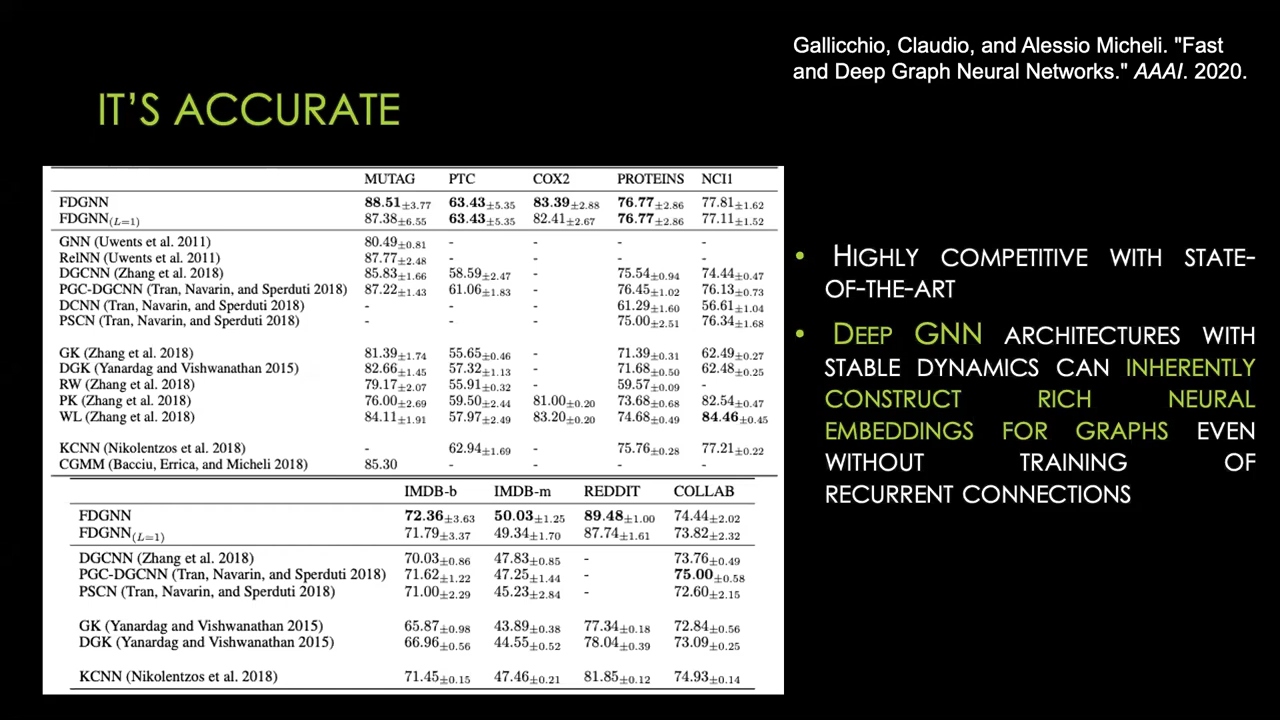 Gallicchio, Claudio, and Alessio Micheli. "Fast
and Deep Graph Neural Networks." AAAI. 2020.
IT'S ACCURATE
MUTAG PTC COX2 PROTEINS NCI1
FDGNN 88.51±3.77 63.43±5.35 83.39±2.88 76.77±2.86 77.81±1.62
FDGNN(L=1) 87.38±6.55 63.43±5.35 82.41±2.67 76.77±2.86 77.11±1.52
GNN (Uwents et al. 2011) 80.49±0.81 - - - -
RelNN (Uwents et al. 2011) 87.77±2.48 - - - -
DGCNN (Zhang et al. 2018) 85.83±1.66 58.59±2.47 - 75.54±0.94 74.44±0.47
PGC-DGCNN (Tran, Navarin, and Sperduti 2018) 87.22±1.43 61.06±1.83 - 76.45±1.02 76.13±0.73
DCNN (Tran, Navarin, and Sperduti 2018) - - - 61.29±1.60 56.61±1.04
PSCN (Tran, Navarin, and Sperduti 2018) - - - 75.00±2.51 76.34±1.68
GK (Zhang et al. 2018) 81.39±1.74 55.65±0.46 - 71.39±0.31 62.49±0.27
DGK (Yanardag and Vishwanathan 2015) 82.66±1.45 57.32±1.13 - 71.68±0.50 62.48±0.25
RW (Zhang et al. 2018) 79.17±2.07 55.91±0.32 - 59.57±0.09 -
PK (Zhang et al. 2018) 76.00±2.69 59.50±2.44 81.00±0.20 73.68±0.68 82.54±0.47
WL (Zhang et al. 2018) 84.11±1.91 57.97±2.49 83.20±0.20 74.68±0.49 84.46±0.45
KCNN (Nikolentzos et al. 2018) - 62.94±1.69 - 75.76±0.28 77.21±0.22
CGMM (Bacciu, Errica, and Micheli 2018) 85.30 - - - -
IMDB-b IMDB-m REDDIT COLLAB
FDGNN 72.36±3.63 50.03±1.25 89.48±1.00 74.44±2.02
FDGNN(L=1) 71.79±3.37 49.34±1.70 87.74±1.61 73.82±2.32
DGCNN (Zhang et al. 2018) 70.03±0.86 47.83±0.85 - 73.76±0.49
PGC-DGCNN (Tran, Navarin, and Sperduti 2018) 71.62±1.22 47.25±1.44 - 75.00±0.58
PSCN (Tran, Navarin, and Sperduti 2018) 71.00±2.29 45.23±2.84 - 72.60±2.15
GK (Yanardag and Vishwanathan 2015) 65.87±0.98 43.89±0.38 77.34±0.18 72.84±0.56
DGK (Yanardag and Vishwanathan 2015) 66.96±0.56 44.55±0.52 78.04±0.39 73.09±0.25
KCNN (Nikolentzos et al. 2018) 71.45±0.15 47.46±0.21 81.85±0.12 74.93±0.14
• HIGHLY COMPETITIVE WITH STATE-
OF-THE-ART
• DEEP GNN ARCHITECTURES WITH
STABLE DYNAMICS CAN INHERENTLY
CONSTRUCT RICH NEURAL
EMBEDDINGS FOR GRAPHS EVEN
WITHOUT TRAINING OF
RECURRENT CONNECTIONS